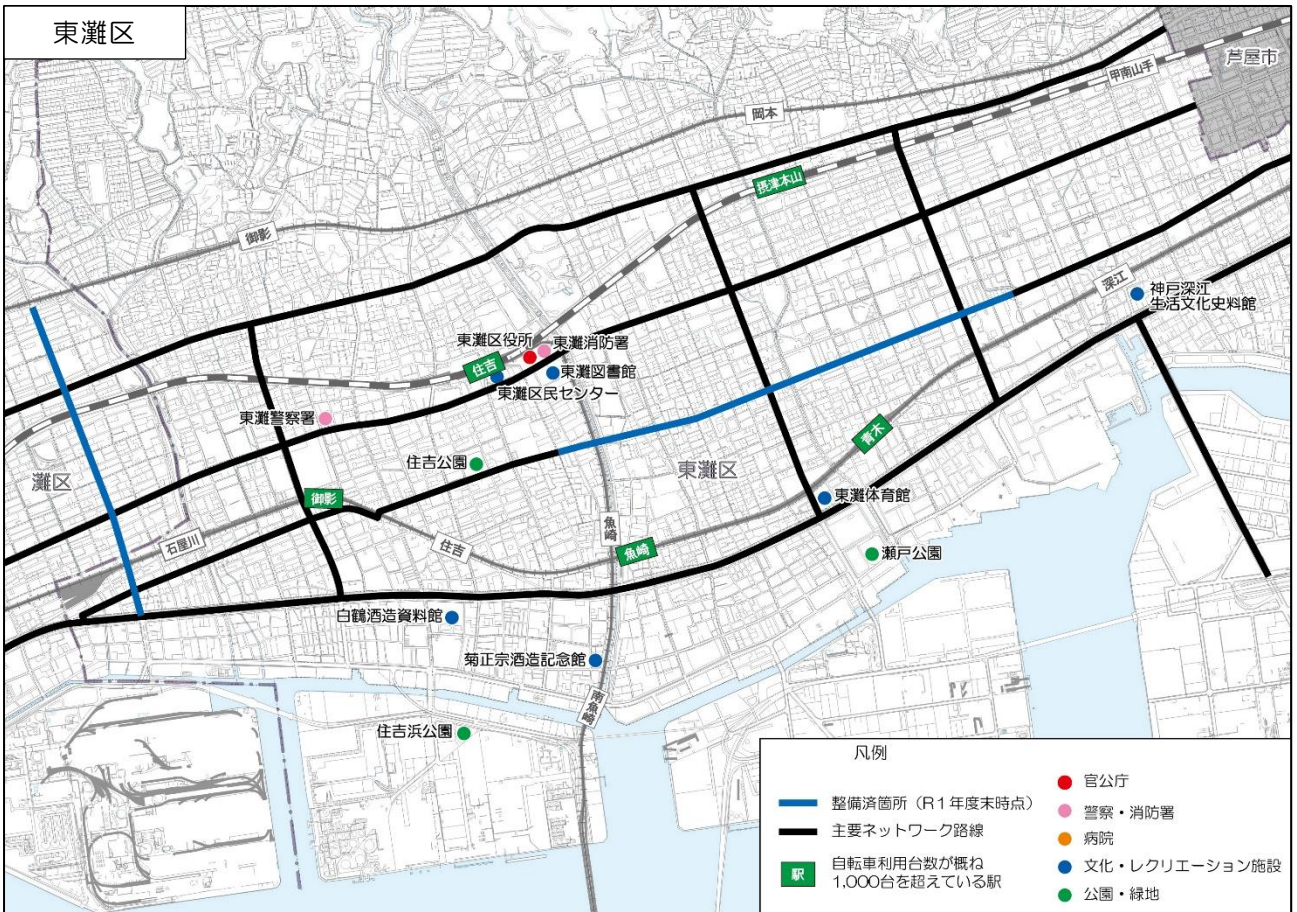 東灘区
芦屋市
甲南山手
岡本
摂津本山
御影
深江
神戸深江
生活文化史料館
東灘区役所
東灘消防署
住吉
東灘図書館
東灘区民センター
東灘警察署
青木
住吉公園
東灘区
灘区
御影
東灘体育館
石屋川
住吉
魚崎
魚崎
瀬戸公園
白鶴酒造資料館
菊正宗酒造記念館
南魚崎
住吉浜公園
凡例
整備済箇所（R1年度末時点）
主要ネットワーク路線
駅
自転車利用台数が概ね
1,000台を超えている駅
官公庁
警察・消防署
病院
文化・レクリエーション施設
公園・緑地